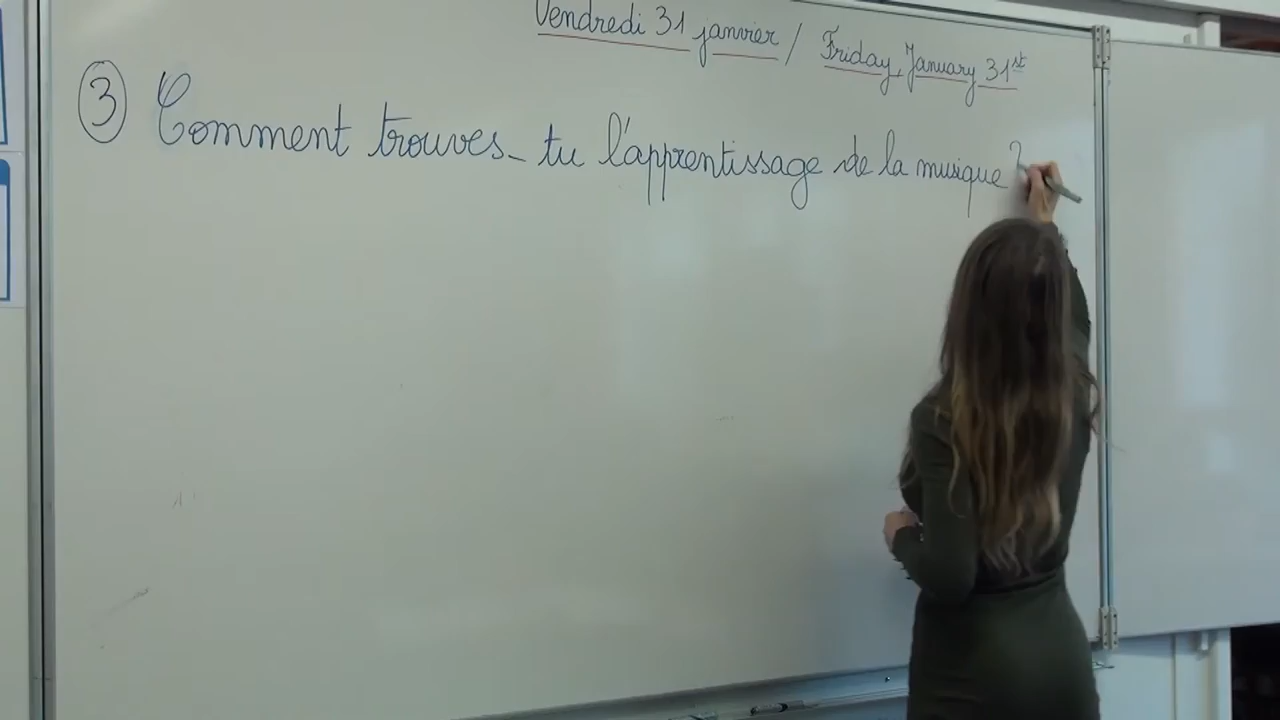 Vendredi 31 janvier / Friday, January 31st
③ Comment trouves-tu l'apprentissage de la musique ?